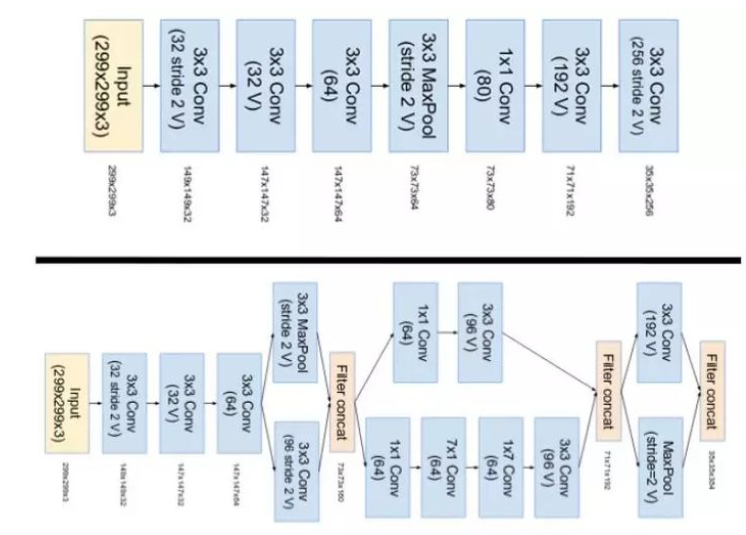 Input
(299x299x3)
299x299x3
3x3 Conv
(32 stride 2 V)
149x149x32
3x3 Conv
(32 V)
147x147x32
3x3 Conv
(64)
147x147x64
3x3 MaxPool
(stride 2 V)
73x73x64
1x1 Conv
(80)
73x73x80
3x3 Conv
(192 V)
71x71x192
3x3 Conv
(256 stride 2 V)
35x35x256
Input
(299x299x3)
299x299x3
3x3 Conv
(32 stride 2 V)
149x149x32
3x3 Conv
(32 V)
147x147x32
3x3 Conv
(64)
147x147x64
3x3 MaxPool
(stride 2 V)
3x3 Conv
(96 stride 2 V)
Filter concat
73x73x160
1x1 Conv
(64)
3x3 Conv
(96 V)
1x1 Conv
(64)
7x1 Conv
(64)
1x7 Conv
(64)
3x3 Conv
(96 V)
Filter concat
71x71x192
3x3 Conv
(192 V)
MaxPool
(stride=2 V)
Filter concat
35x35x384